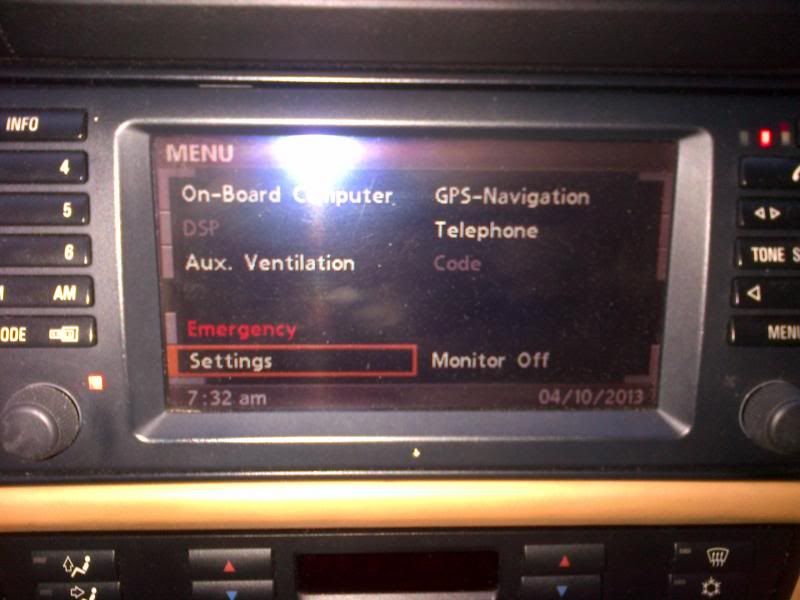 INFO
4
5
6
AM
ODE
MENU
On-Board Computer
GPS-Navigation
DSP
Telephone
Aux. Ventilation
Code
Emergency
Settings
Monitor Off
7:32 am
04/10/2013
TONE S
MENU